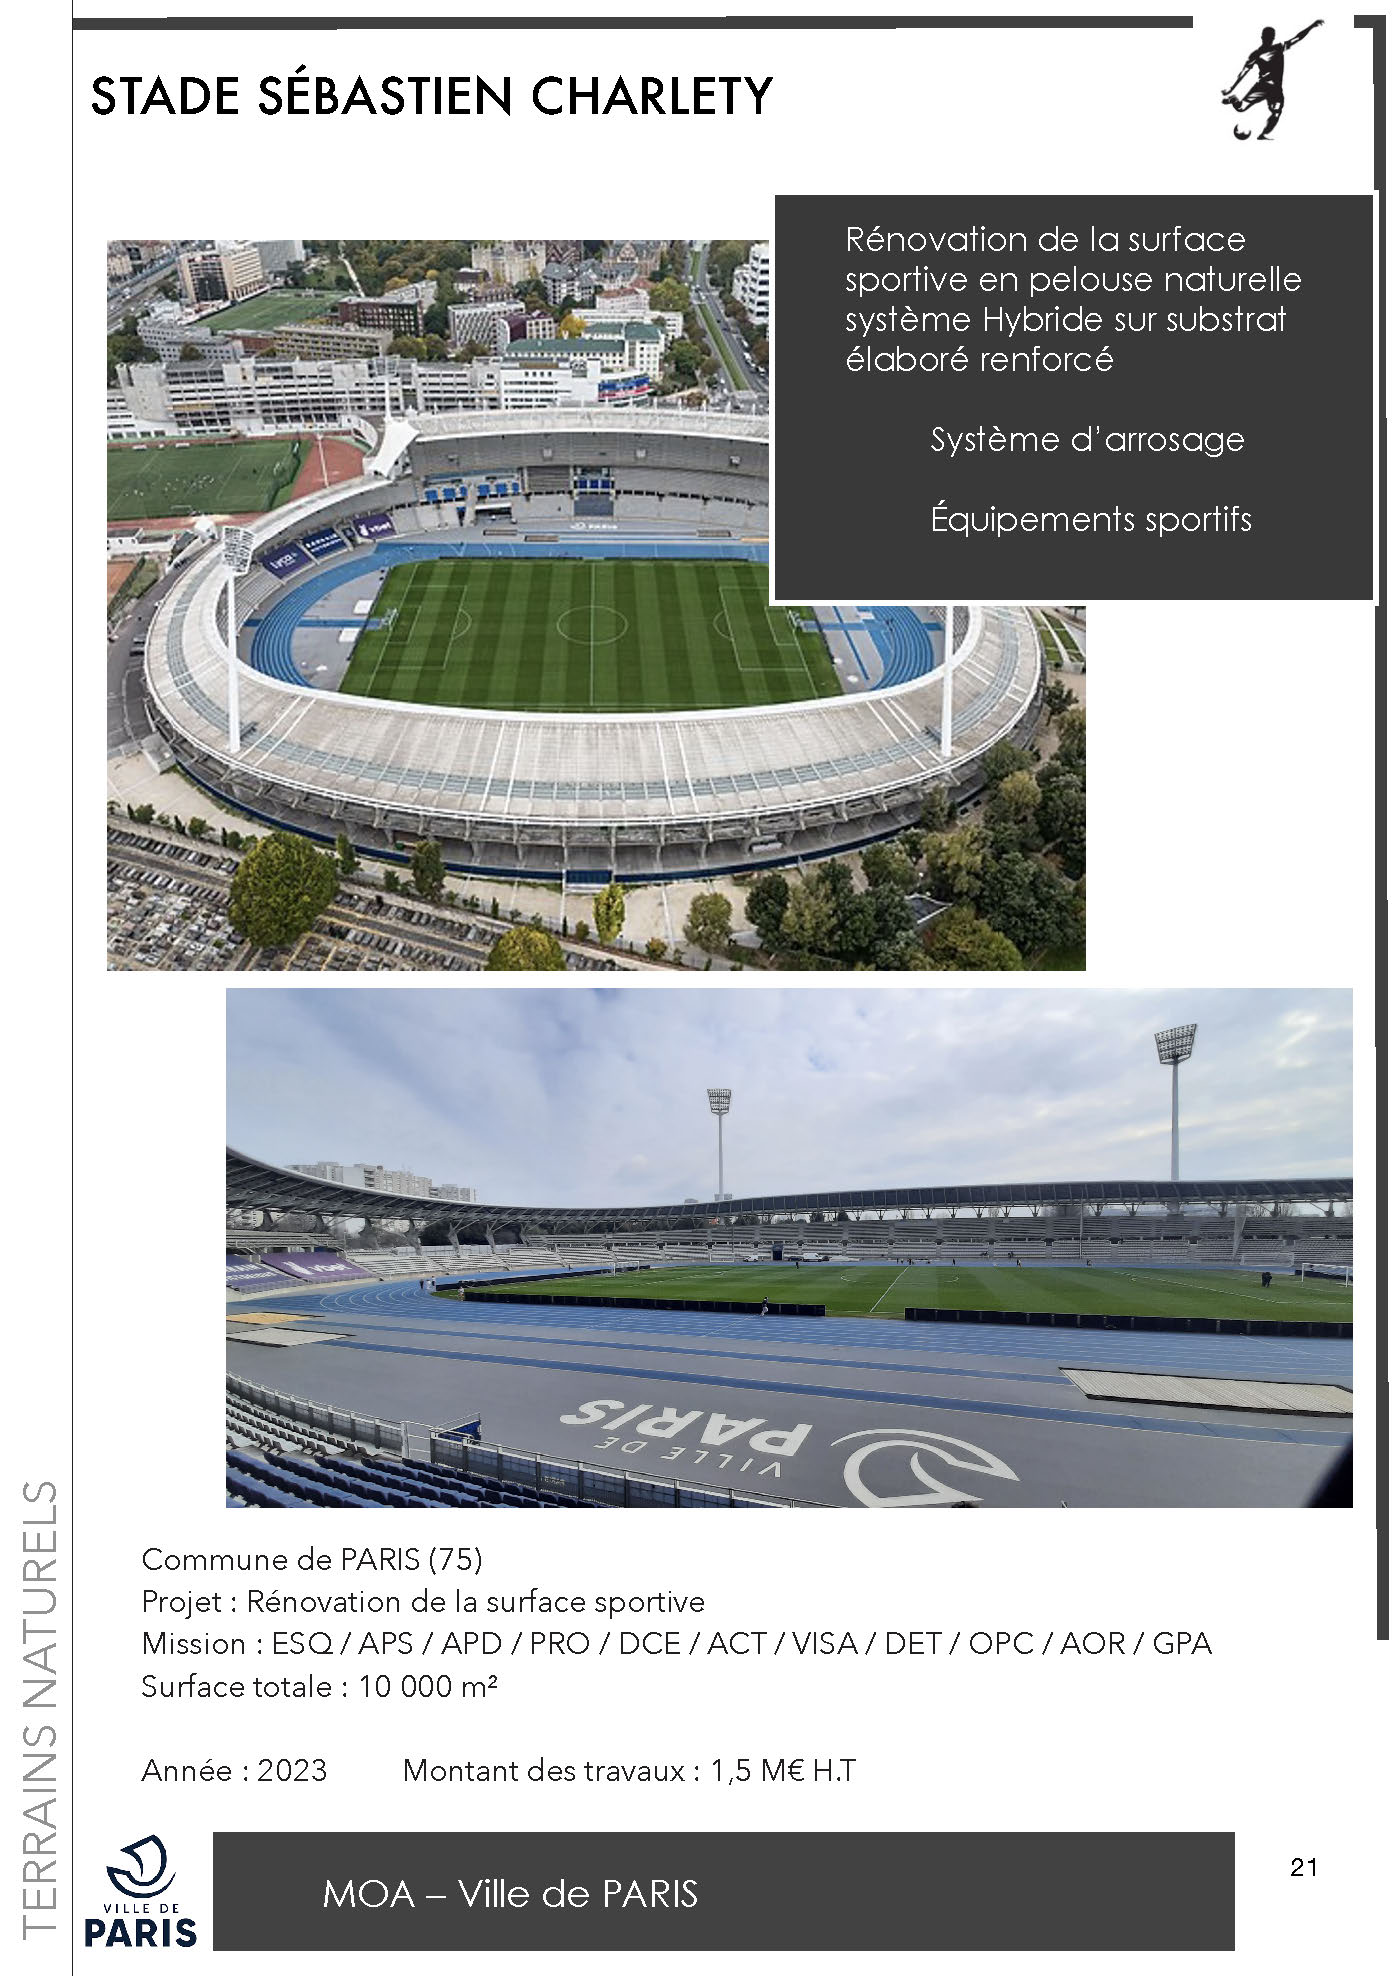 STADE SÉBASTIEN CHARLETY
Rénovation de la surface
sportive en pelouse naturelle
système Hybride sur substrat
élaboré renforcé
Système d’arrosage
Équipements sportifs
VILLE DE
PARIS
Commune de PARIS (75)
Projet : Rénovation de la surface sportive
Mission : ESQ / APS / APD / PRO / DCE / ACT / VISA / DET / OPC / AOR / GPA
Surface totale : 10 000 m²
Année : 2023 Montant des travaux : 1,5 M€ H.T
TERRAINS NATURELS
VILLE DE
PARIS
MOA – Ville de PARIS
21